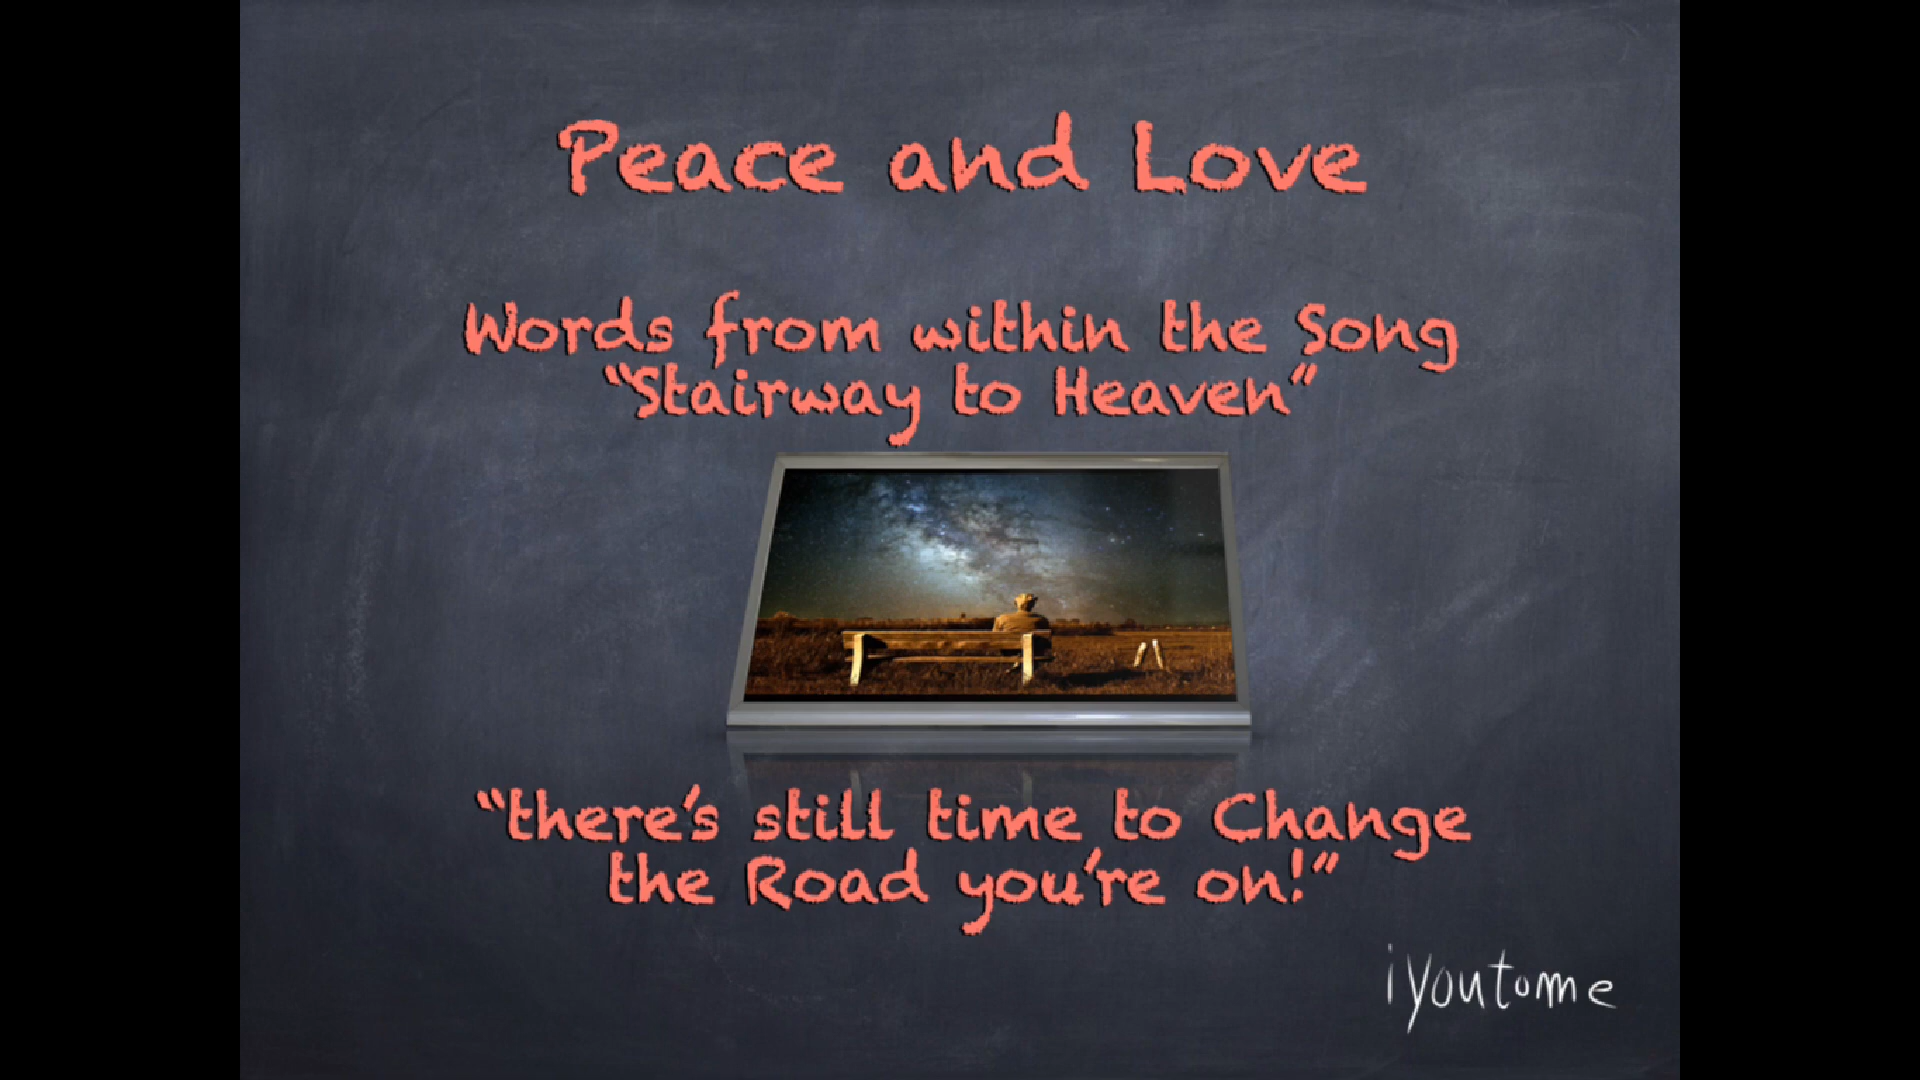 Peace and Love
Words from within the Song
“Stairway to Heaven”
“there’s still time to Change
the Road you’re on!”
iyoutome